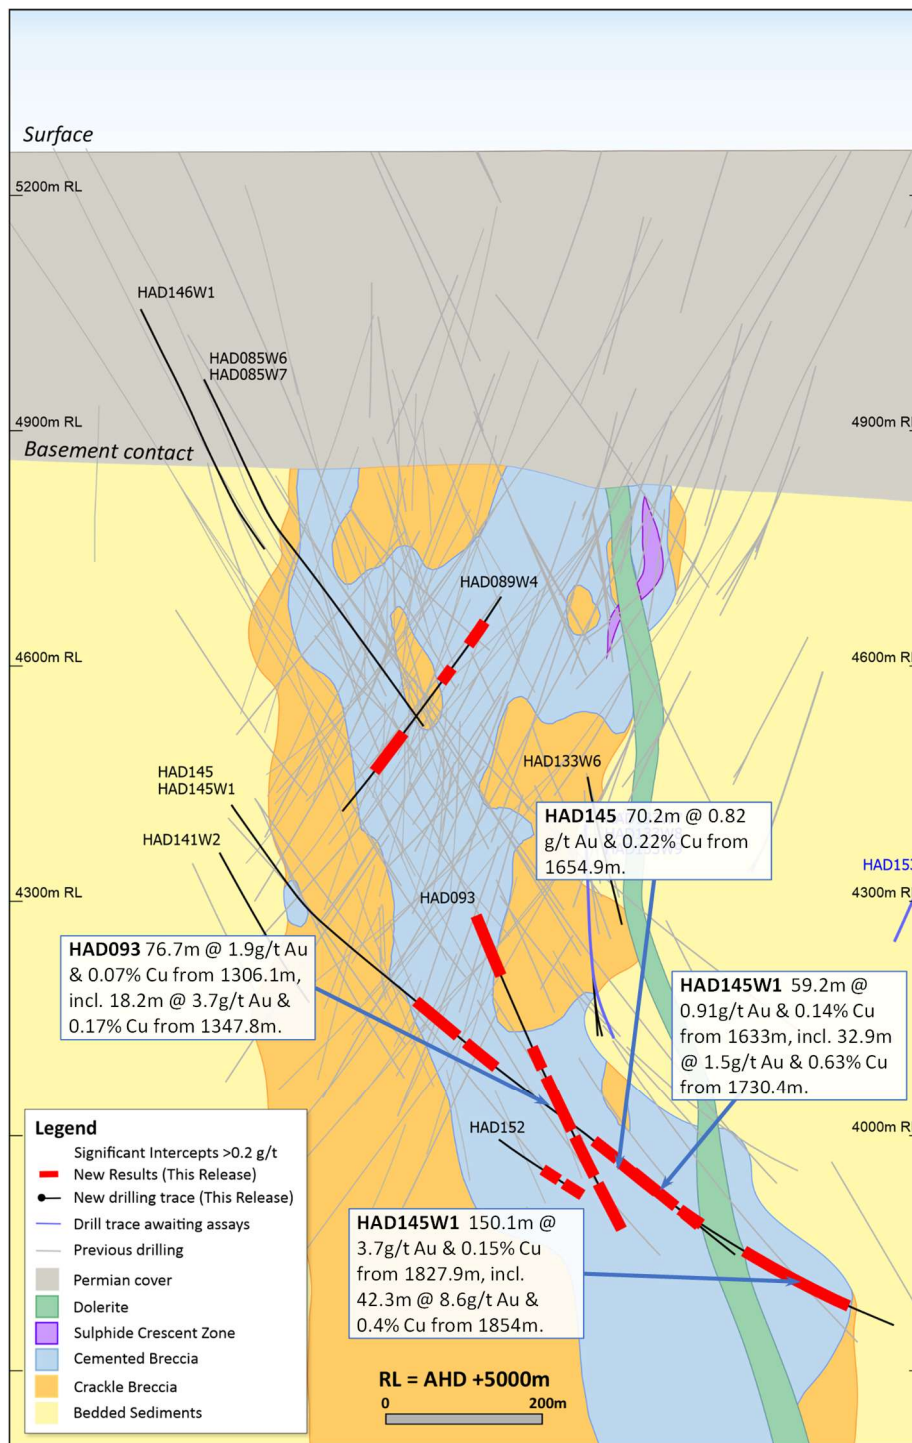 Surface
5200m RL
HAD146W1
HAD085W6
HAD085W7
4900m RL
4900m RL
Basement contact
HAD089W4
4600m RL
4600m RL
HAD145
HAD145W1
HAD133W6
HAD141W2
HAD145 70.2m @ 0.82
g/t Au & 0.22% Cu from
1654.9m.
HAD153
HAD093
4300m RL
4300m RL
HAD093 76.7m @ 1.9g/t Au
& 0.07% Cu from 1306.1m,
incl. 18.2m @ 3.7g/t Au &
0.17% Cu from 1347.8m.
HAD145W1 59.2m @
0.91g/t Au & 0.14% Cu
from 1633m, incl. 32.9m
@ 1.5g/t Au & 0.63% Cu
from 1730.4m.
HAD152
4000m RL
Legend
Significant Intercepts >0.2 g/t
New Results (This Release)
New drilling trace (This Release)
Drill trace awaiting assays
Previous drilling
Permian cover
Dolerite
Sulphide Crescent Zone
Cemented Breccia
Crackle Breccia
Bedded Sediments
HAD145W1 150.1m @
3.7g/t Au & 0.15% Cu
from 1827.9m, incl.
42.3m @ 8.6g/t Au &
0.4% Cu from 1854m.
RL = AHD +5000m
0
200m